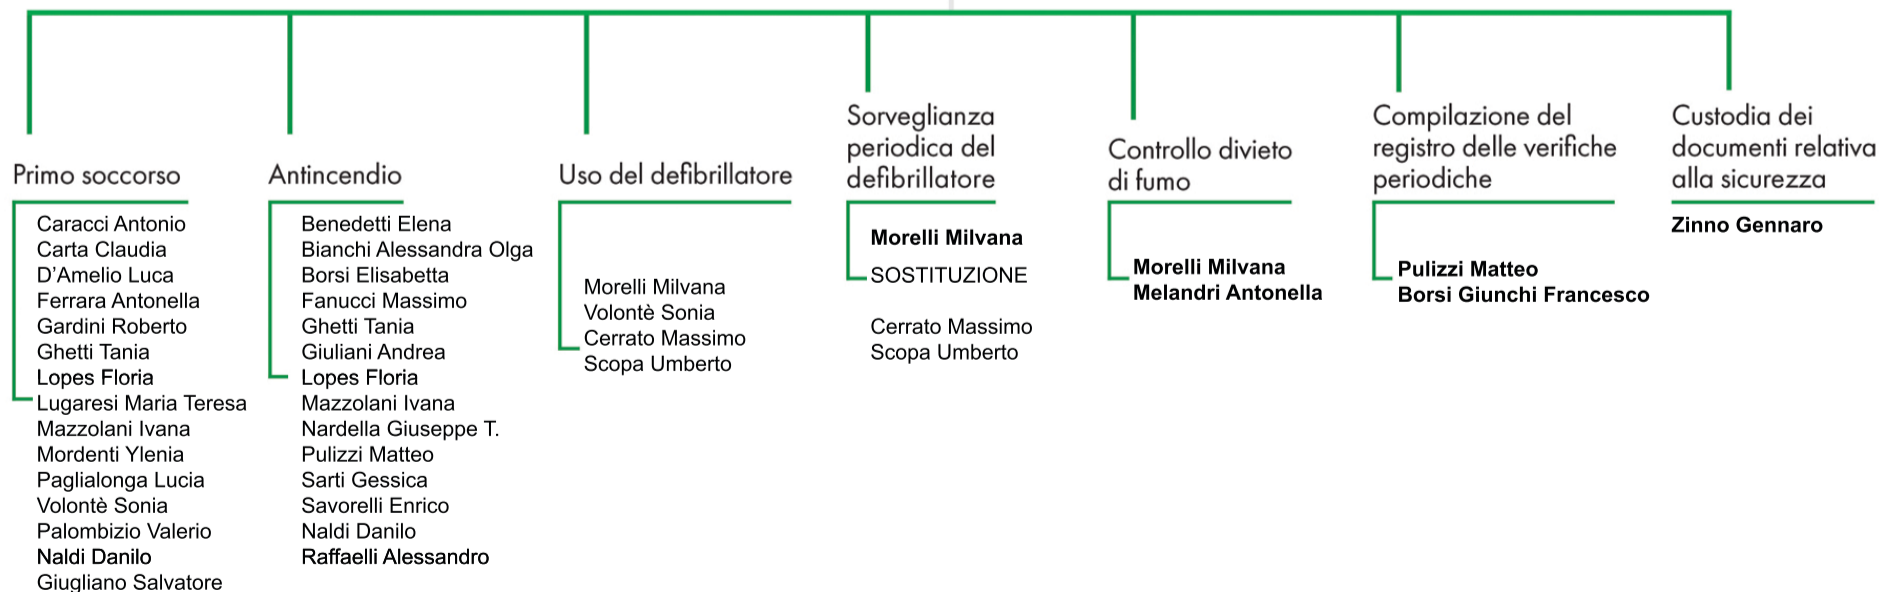 Primo soccorso
Caracci Antonio
Carta Claudia
D'Amelio Luca
Ferrara Antonella
Gardini Roberto
Ghetti Tania
Lopes Floria
Lugaresi Maria Teresa
Mazzolani Ivana
Mordenti Ylenia
Paglialonga Lucia
Volontè Sonia
Palombizio Valerio
Naldi Danilo
Giugliano Salvatore
Antincendio
Benedetti Elena
Bianchi Alessandra Olga
Borsi Elisabetta
Fanucci Massimo
Ghetti Tania
Giuliani Andrea
Lopes Floria
Mazzolani Ivana
Nardella Giuseppe T.
Pulizzi Matteo
Sarti Gessica
Savorelli Enrico
Naldi Danilo
Raffaelli Alessandro
Uso del defibrillatore
Morelli Milvana
Volontè Sonia
Cerrato Massimo
Scopa Umberto
Sorveglianza
periodica del
defibrillatore
Morelli Milvana
SOSTITUZIONE
Cerrato Massimo
Scopa Umberto
Controllo divieto
di fumo
Morelli Milvana
Melandri Antonella
Compilazione del
registro delle verifiche
periodiche
Pulizzi Matteo
Borsi Giunchi Francesco
Custodia dei
documenti relativa
alla sicurezza
Zinno Gennaro